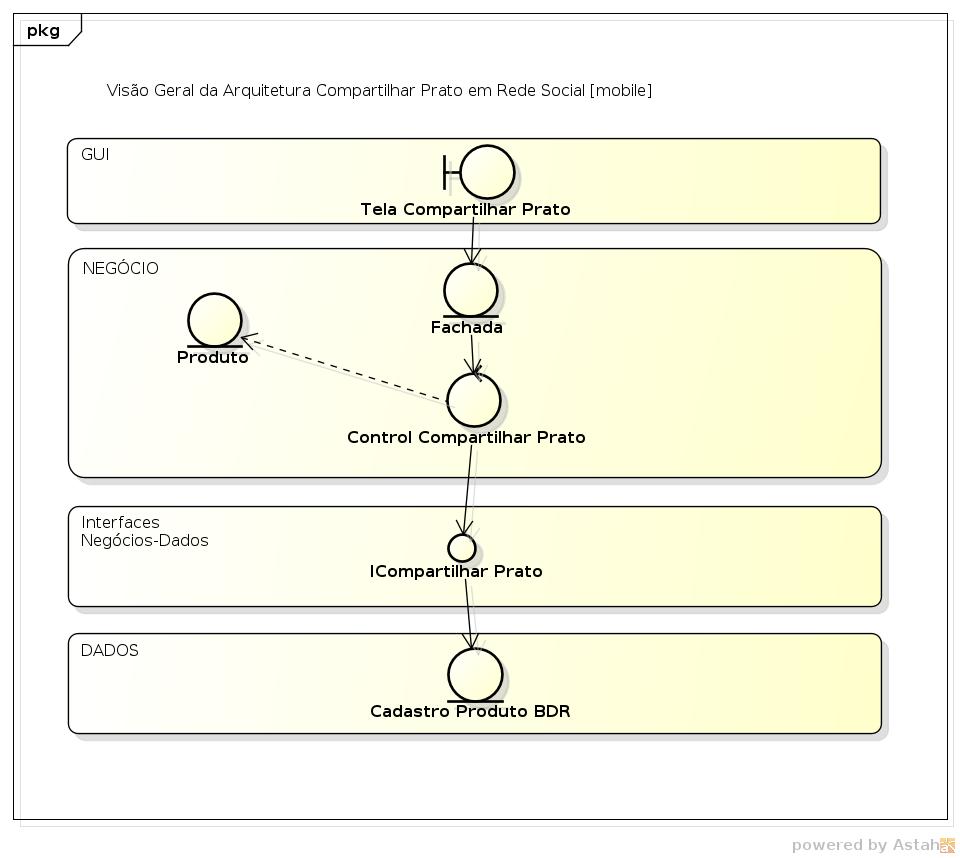 pkg
Visão Geral da Arquitetura Compartilhar Prato em Rede Social [mobile]
GUI
Tela Compartilhar Prato
NEGÓCIO
Fachada
Produto
Control Compartilhar Prato
Interfaces
Negócios-Dados
ICompartilhar Prato
DADOS
Cadastro Produto BDR
powered by Astah